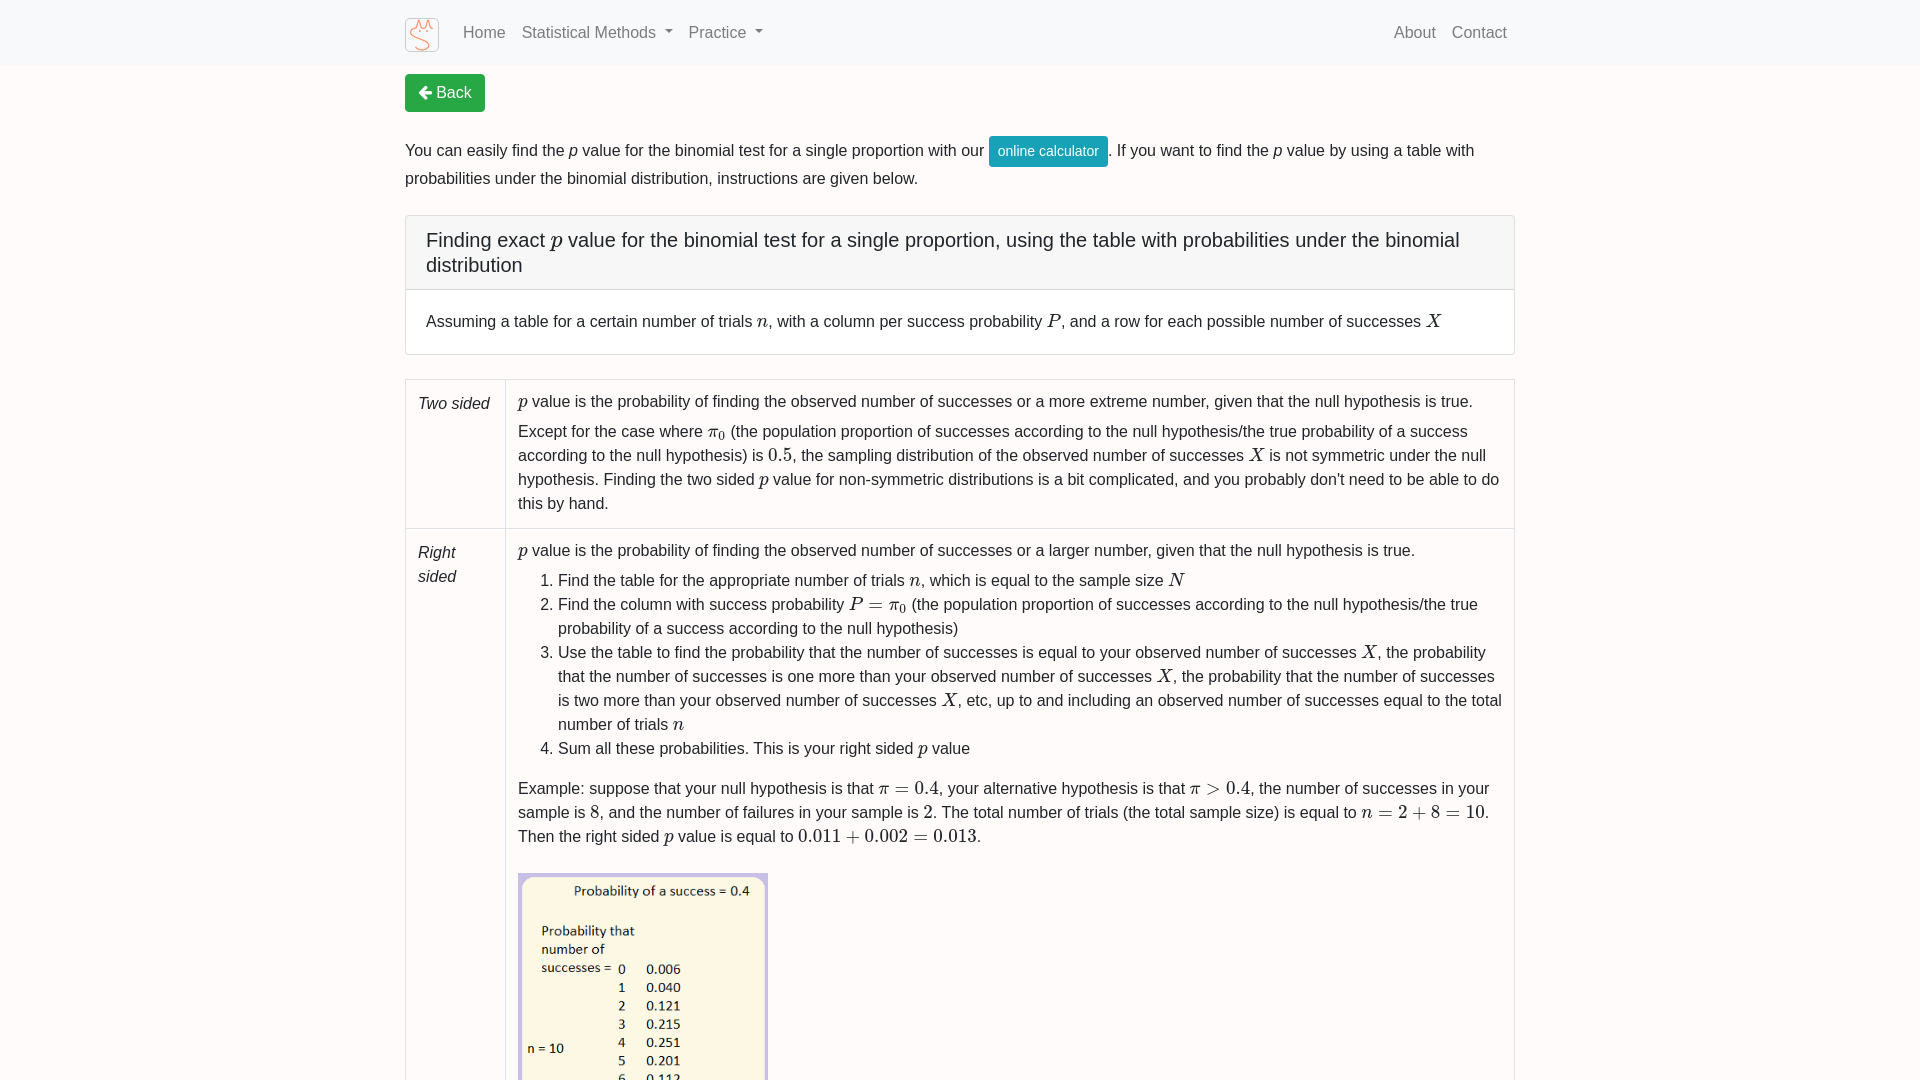 Home Statistical Methods Practice About Contact
Back
You can easily find the p value for the binomial test for a single proportion with our online calculator. If you want to find the p value by using a table with
probabilities under the binomial distribution, instructions are given below.
Finding exact p value for the binomial test for a single proportion, using the table with probabilities under the binomial
distribution
Assuming a table for a certain number of trials n, with a column per success probability P, and a row for each possible number of successes X
Two sided
p value is the probability of finding the observed number of successes or a more extreme number, given that the null hypothesis is true.
Except for the case where π₀ (the population proportion of successes according to the null hypothesis/the true probability of a success
according to the null hypothesis) is 0.5, the sampling distribution of the observed number of successes X is not symmetric under the null
hypothesis. Finding the two sided p value for non-symmetric distributions is a bit complicated, and you probably don't need to be able to do
this by hand.
Right
sided
p value is the probability of finding the observed number of successes or a larger number, given that the null hypothesis is true.
1. Find the table for the appropriate number of trials n, which is equal to the sample size N
2. Find the column with success probability P = π₀ (the population proportion of successes according to the null hypothesis/the true
probability of a success according to the null hypothesis)
3. Use the table to find the probability that the number of successes is equal to your observed number of successes X, the probability
that the number of successes is one more than your observed number of successes X, the probability that the number of successes
is two more than your observed number of successes X, etc, up to and including an observed number of successes equal to the total
number of trials n
4. Sum all these probabilities. This is your right sided p value
Example: suppose that your null hypothesis is that π = 0.4, your alternative hypothesis is that π > 0.4, the number of successes in your
sample is 8, and the number of failures in your sample is 2. The total number of trials (the total sample size) is equal to n = 2 + 8 = 10.
Then the right sided p value is equal to 0.011 + 0.002 = 0.013.
Probability of a success = 0.4
Probability that
number of
successes = 0 0.006
1 0.040
2 0.121
3 0.215
4 0.251
n = 10
5 0.201
6 0.112